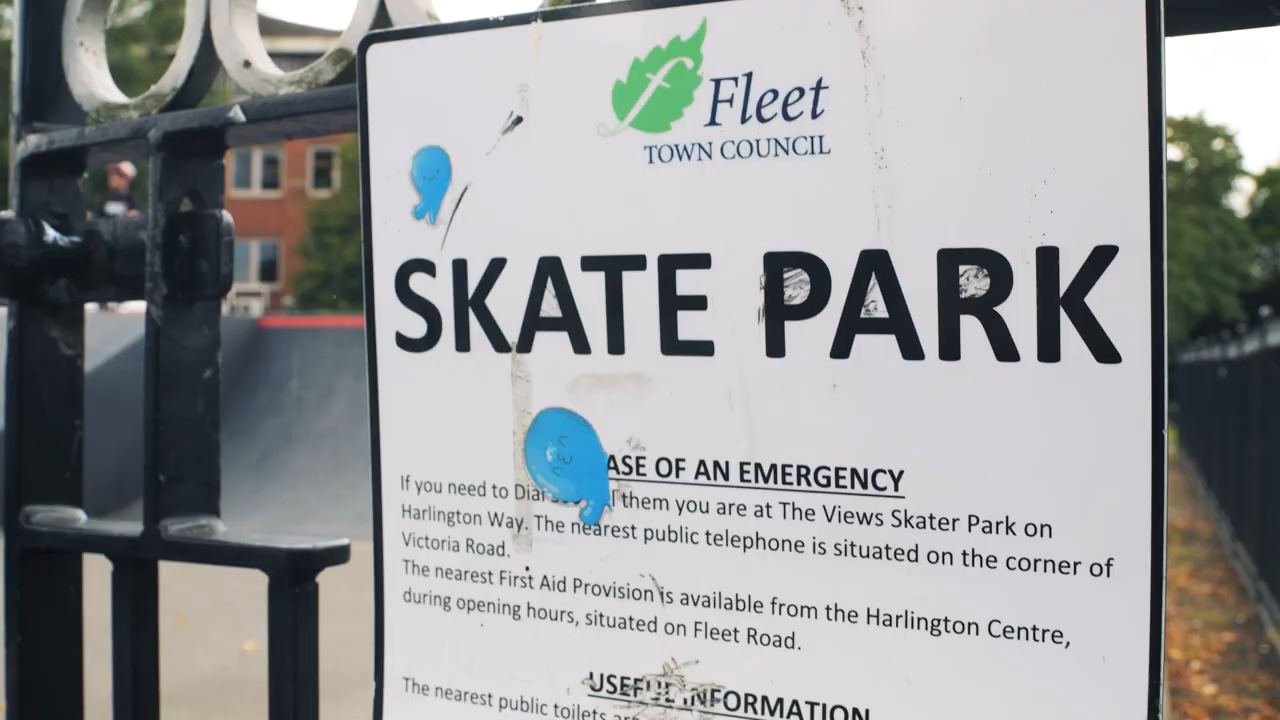 Fleet
TOWN COUNCIL
SKATE PARK
ASE OF AN EMERGENCY
If you need to them you are at The Views Skater Park on
Harlington Way. The nearest public telephone is situated on the corner of
Victoria Road.
The nearest First Aid Provision is available from the Harlington Centre,
during opening hours, situated on Fleet Road.
USEFUL INFORMATION
The nearest public toilets are